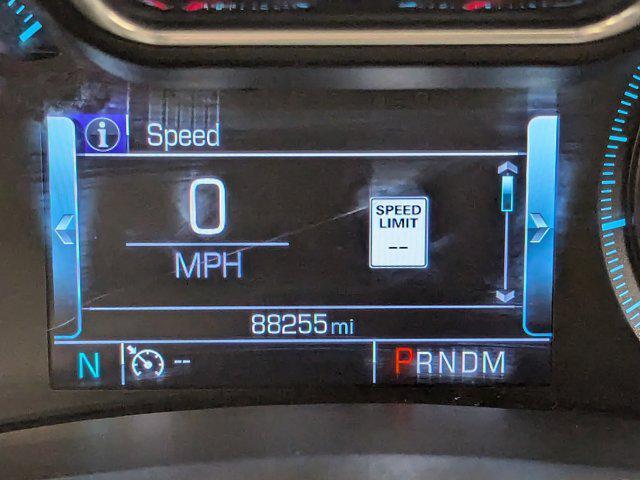 i Speed
0
MPH
SPEED
LIMIT
--
88255 mi
N -- PRNDM